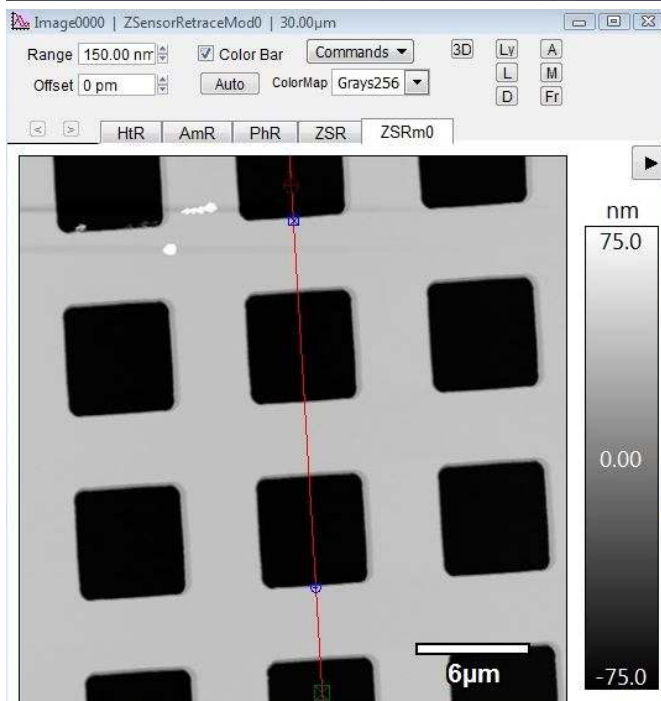 Image0000 | ZSensorRetraceMod0 | 30.00µm
Range 150.00 nm Color Bar Commands 3D Ly A
Offset 0 pm Auto ColorMap Grays256 L M
D Fr
< > HtR AmR PhR ZSR ZSRm0
nm
75.0
0.00
-75.0
6µm